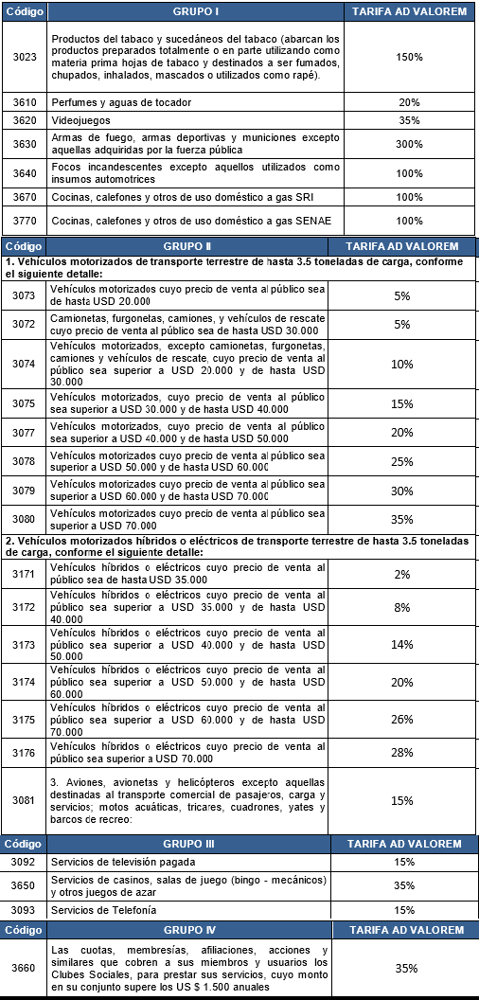 Código GRUPO I TARIFA AD VALOREM
3023 Productos del tabaco y sucedáneos del tabaco (abarcan los
productos preparados totalmente o en parte utilizando como
materia prima hojas de tabaco y destinados a ser fumados,
chupados, inhalados, mascados o utilizados como rapé). 150%
3610 Perfumes y aguas de tocador 20%
3620 Videojuegos 35%
3630 Armas de fuego, armas deportivas y municiones excepto
aquellas adquiridas por la fuerza pública 300%
3640 Focos incandescentes excepto aquellos utilizados como
insumos automotrices 100%
3670 Cocinas, calefones y otros de uso doméstico a gas SRI 100%
3770 Cocinas, calefones y otros de uso doméstico a gas SENAE 100%
Código GRUPO II TARIFA AD VALOREM
1. Vehículos motorizados de transporte terrestre de hasta 3.5 toneladas de carga, conforme
el siguiente detalle:
3073 Vehículos motorizados cuyo precio de venta al público sea
de hasta USD 20.000 5%
3072 Camionetas, furgonetas, camiones, y vehículos de rescate
cuyo precio de venta al público sea de hasta USD 30.000 5%
3074 Vehículos motorizados, excepto camionetas, furgonetas,
camiones y vehículos de rescate, cuyo precio de venta al
público sea superior a USD 20.000 y de hasta USD
30.000 10%
3075 Vehículos motorizados, cuyo precio de venta al público
sea superior a USD 30.000 y de hasta USD 40.000 15%
3077 Vehículos motorizados, cuyo precio de venta al público
sea superior a USD 40.000 y de hasta USD 50.000 20%
3078 Vehículos motorizados cuyo precio de venta al público sea
superior a USD 50.000 y de hasta USD 60.000 25%
3079 Vehículos motorizados cuyo precio de venta al público sea
superior a USD 60.000 y de hasta USD 70.000 30%
3080 Vehículos motorizados cuyo precio de venta al público sea
superior a USD 70.000 35%
2. Vehículos motorizados híbridos o eléctricos de transporte terrestre de hasta 3.5 toneladas
de carga, conforme el siguiente detalle:
3171 Vehículos híbridos o eléctricos cuyo precio de venta al
público sea de hasta USD 35.000 2%
3172 Vehículos híbridos o eléctricos cuyo precio de venta al
público sea superior a USD 35.000 y de hasta USD
40.000 8%
3173 Vehículos híbridos o eléctricos cuyo precio de venta al
público sea superior a USD 40.000 y de hasta USD
50.000 14%
3174 Vehículos híbridos o eléctricos cuyo precio de venta al
público sea superior a USD 50.000 y de hasta USD
60.000 20%
3175 Vehículos híbridos o eléctricos cuyo precio de venta al
público sea superior a USD 60.000 y de hasta USD
70.000 26%
3176 Vehículos híbridos o eléctricos cuyo precio de venta al
público sea superior a USD 70.000 28%
3081 3. Aviones, avionetas y helicópteros excepto aquellas
destinadas al transporte comercial de pasajeros, carga y
servicios; motos acuáticas, tricares, cuadrones, yates y
barcos de recreo: 15%
Código GRUPO III TARIFA AD VALOREM
3092 Servicios de televisión pagada 15%
3650 Servicios de casinos, salas de juego (bingo - mecánicos)
y otros juegos de azar 35%
3093 Servicios de Telefonía 15%
Código GRUPO IV TARIFA AD VALOREM
3660 Las cuotas, membresías, afiliaciones, acciones y
similares que cobren a sus miembros y usuarios los
Clubes Sociales, para prestar sus servicios, cuyo monto
en su conjunto supere los US $ 1.500 anuales 35%